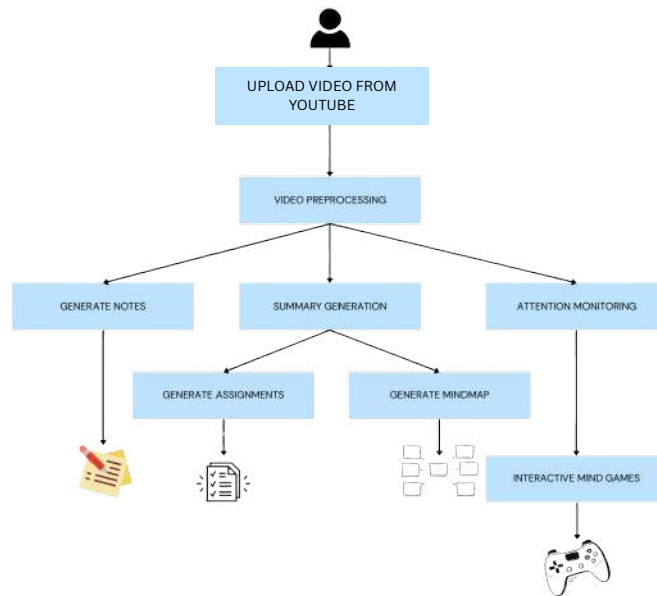 UPLOAD VIDEO FROM
YOUTUBE
VIDEO PREPROCESSING
GENERATE NOTES
SUMMARY GENERATION
ATTENTION MONITORING
GENERATE ASSIGNMENTS
GENERATE MINDMAP
INTERACTIVE MIND GAMES